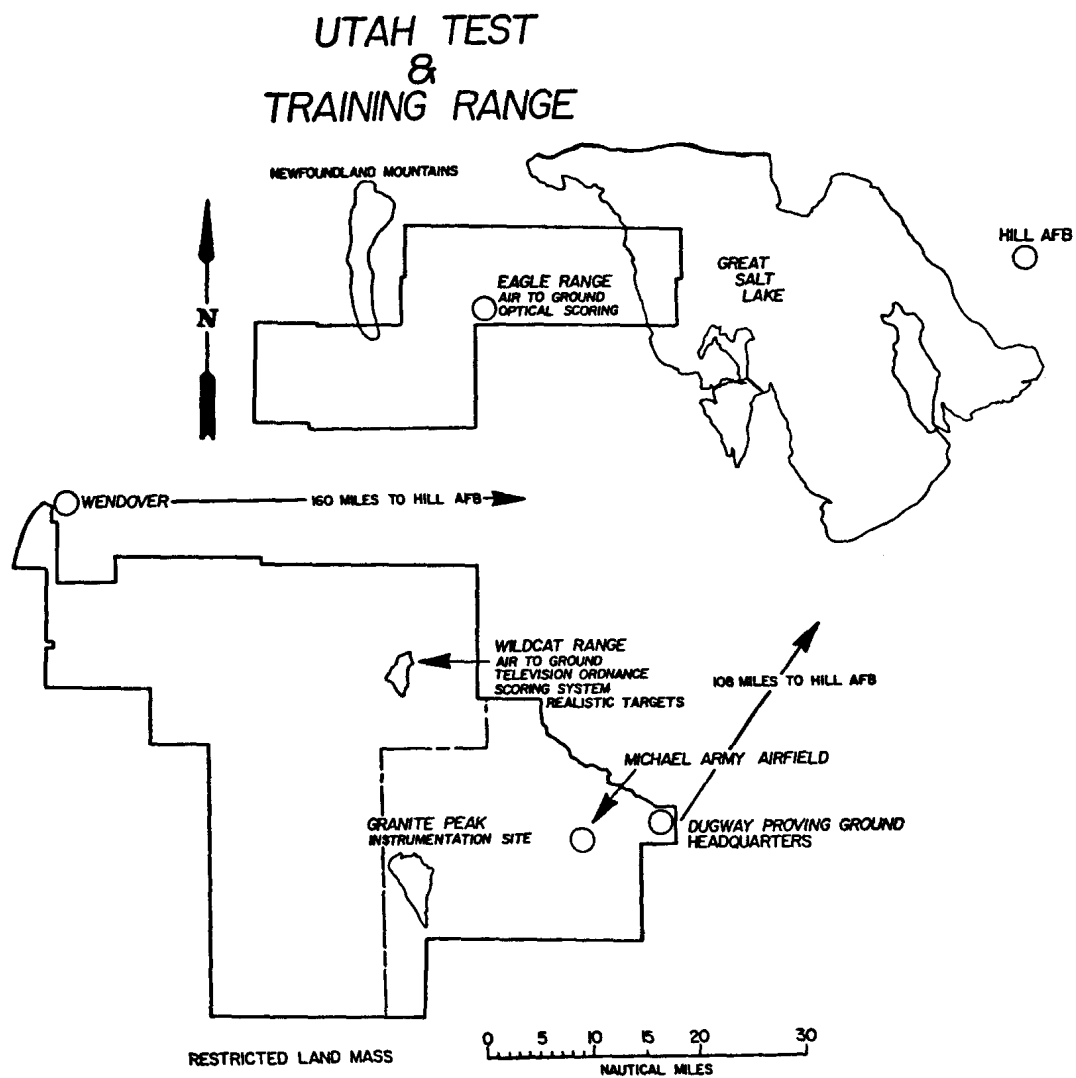 UTAH TEST
&
TRAINING RANGE
NEWFOUNDLAND MOUNTAINS
HILL AFB
N
GREAT
SALT
LAKE
EAGLE RANGE
AIR TO GROUND
OPTICAL SCORING
WENDOVER
160 MILES TO HILL AFB
WILDCAT RANGE
AIR TO GROUND
TELEVISION ORDNANCE
SCORING SYSTEM
REALISTIC TARGETS
108 MILES TO HILL AFB
MICHAEL ARMY AIRFIELD
GRANITE PEAK
INSTRUMENTATION SITE
DUGWAY PROVING GROUND
HEADQUARTERS
RESTRICTED LAND MASS
0 5 10 15 20 30
NAUTICAL MILES